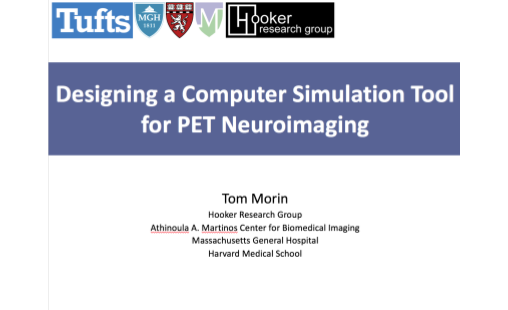 Tufts
MGH
1811
Hooker
research group
Designing a Computer Simulation Tool
for PET Neuroimaging
Tom Morin
Hooker Research Group
Athinoula A. Martinos Center for Biomedical Imaging
Massachusetts General Hospital
Harvard Medical School